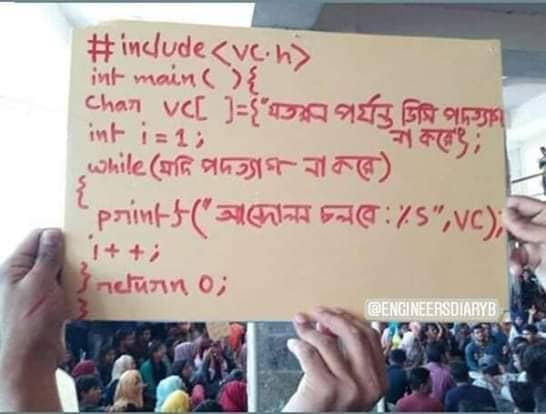 #include<vc.h>
int main( ){
char vc[ ]={"যতক্ষন পর্যন্ত ভিসি পদত্যাগ
না করে};
int i=1;
while(যদি পদত্যাগ না করে)
{
printf("আন্দোলন চলবে:%s",vc);
i++;
} return 0;
}
@ENGINEERSDIARYB